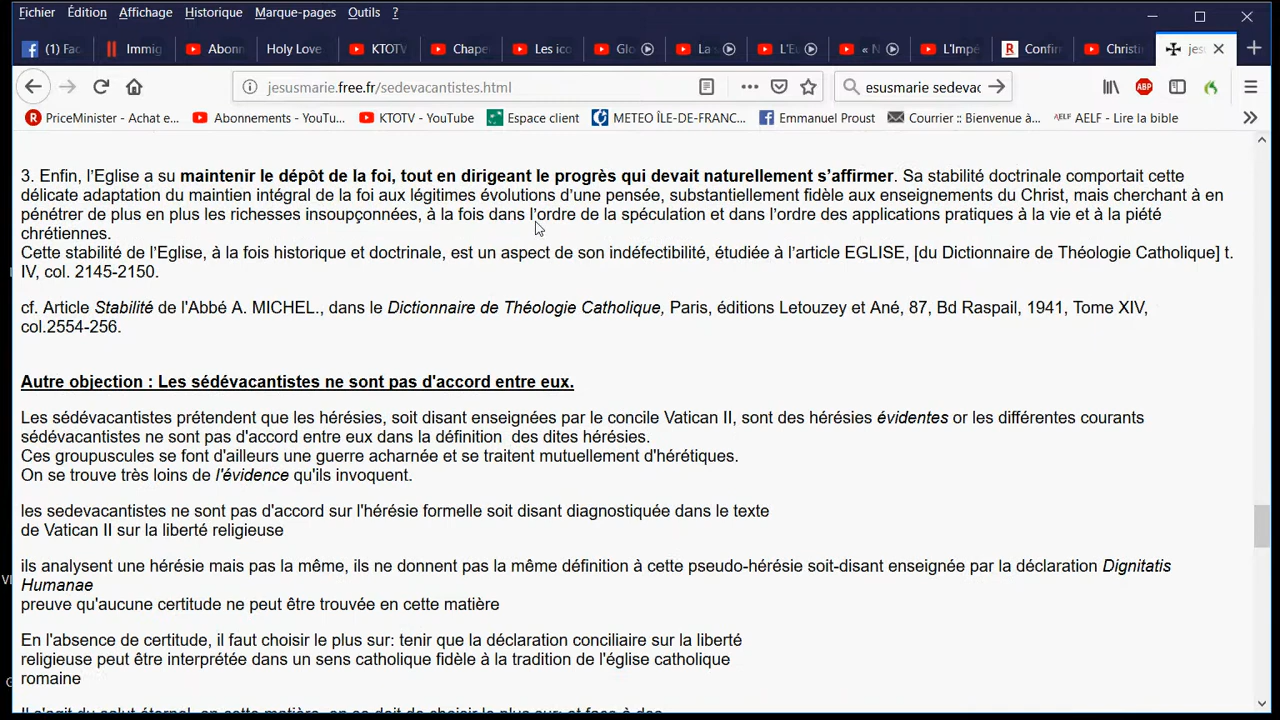 Fichier Édition Affichage Historique Marque-pages Outils ?
(1) Fac Immig Abonn Holy Love KTOTV Chape Les ico Glo La s L'Eu « N L'Impé Confirm Christi jesu
jesusmarie.free.fr/sedevacantistes.html esusmarie sedevac
PriceMinister - Achat e... Abonnements - YouTu... KTOTV - YouTube Espace client METEO ÎLE-DE-FRANC... Emmanuel Proust Courrier :: Bienvenue à... AELF - Lire la bible
3. Enfin, l'Eglise a su maintenir le dépôt de la foi, tout en dirigeant le progrès qui devait naturellement s'affirmer. Sa stabilité doctrinale comportait cette
délicate adaptation du maintien intégral de la foi aux légitimes évolutions d'une pensée, substantiellement fidèle aux enseignements du Christ, mais cherchant à en
pénétrer de plus en plus les richesses insoupçonnées, à la fois dans l'ordre de la spéculation et dans l'ordre des applications pratiques à la vie et à la piété
chrétiennes.
Cette stabilité de l'Eglise, à la fois historique et doctrinale, est un aspect de son indéfectibilité, étudiée à l'article EGLISE, [du Dictionnaire de Théologie Catholique] t.
IV, col. 2145-2150.
cf. Article Stabilité de l'Abbé A. MICHEL., dans le Dictionnaire de Théologie Catholique, Paris, éditions Letouzey et Ané, 87, Bd Raspail, 1941, Tome XIV,
col.2554-256.
Autre objection : Les sédévacantistes ne sont pas d'accord entre eux.
Les sédévacantistes prétendent que les hérésies, soit disant enseignées par le concile Vatican II, sont des hérésies évidentes or les différentes courants
sédévacantistes ne sont pas d'accord entre eux dans la définition des dites hérésies.
Ces groupuscules se font d'ailleurs une guerre acharnée et se traitent mutuellement d'hérétiques.
On se trouve très loins de l'évidence qu'ils invoquent.
les sedevacantistes ne sont pas d'accord sur l'hérésie formelle soit disant diagnostiquée dans le texte
de Vatican II sur la liberté religieuse
ils analysent une hérésie mais pas la même, ils ne donnent pas la même définition à cette pseudo-hérésie soit-disant enseignée par la déclaration Dignitatis
Humanae
preuve qu'aucune certitude ne peut être trouvée en cette matière
En l'absence de certitude, il faut choisir le plus sur: tenir que la déclaration conciliaire sur la liberté
religieuse peut être interprétée dans un sens catholique fidèle à la tradition de l'église catholique
romaine